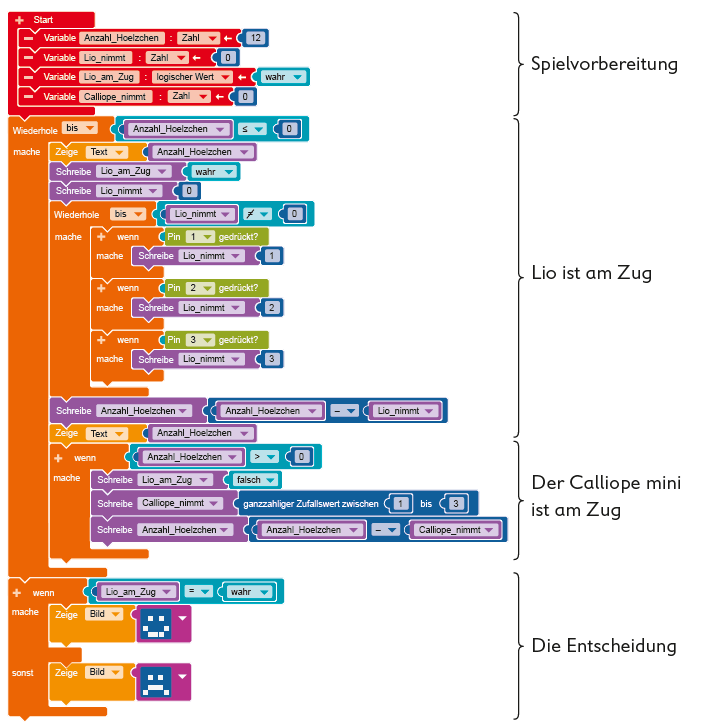 + Start
− Variable Anzahl_Hoelzchen : Zahl ← 12
− Variable Lio_nimmt : Zahl ← 0
− Variable Lio_am_Zug : logischer Wert ← wahr
− Variable Calliope_nimmt : Zahl ← 0
Spielvorbereitung
Wiederhole bis Anzahl_Hoelzchen ≤ 0
mache Zeige Text Anzahl_Hoelzchen
Schreibe Lio_am_Zug wahr
Schreibe Lio_nimmt 0
Wiederhole bis Lio_nimmt ≠ 0
mache + wenn Pin 1 gedrückt?
mache Schreibe Lio_nimmt 1
+ wenn Pin 2 gedrückt?
mache Schreibe Lio_nimmt 2
+ wenn Pin 3 gedrückt?
mache Schreibe Lio_nimmt 3
Schreibe Anzahl_Hoelzchen Anzahl_Hoelzchen – Lio_nimmt
Zeige Text Anzahl_Hoelzchen
Lio ist am Zug
+ wenn Anzahl_Hoelzchen > 0
mache Schreibe Lio_am_Zug falsch
Schreibe Calliope_nimmt ganzzahliger Zufallswert zwischen 1 bis 3
Schreibe Anzahl_Hoelzchen Anzahl_Hoelzchen – Calliope_nimmt
Der Calliope mini
ist am Zug
+ wenn Lio_am_Zug = wahr
mache Zeige Bild
sonst Zeige Bild
Die Entscheidung